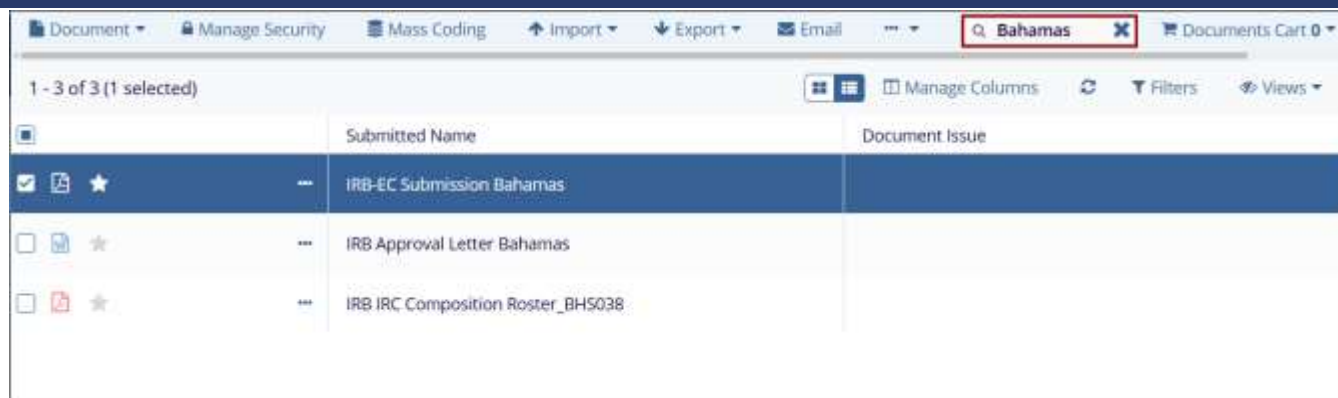 Document Manage Security Mass Coding Import Export Email ... Bahamas Documents Cart 0
1 - 3 of 3 (1 selected) Manage Columns Filters Views
Submitted Name Document Issue
IRB-EC Submission Bahamas
IRB Approval Letter Bahamas
IRB IRC Composition Roster_BHS038